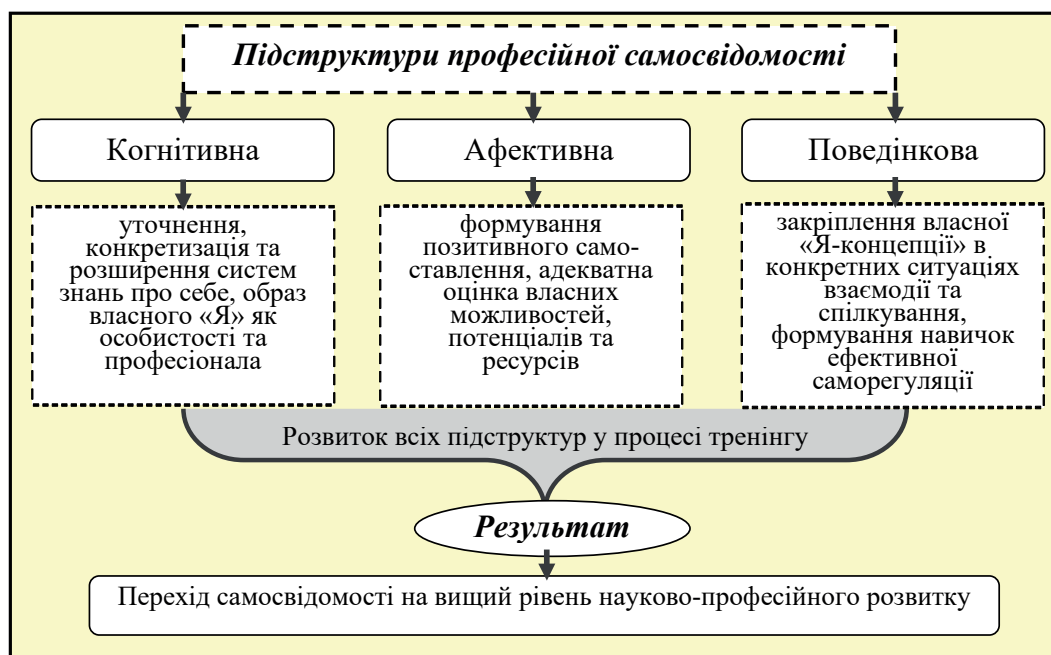 Підструктури професійної самосвідомості
Когнітивна
Афективна
Поведінкова
уточнення,
конкретизація та
розширення систем
знань про себе, образ
власного «Я» як
особистості та
професіонала
формування
позитивного само-
ставлення, адекватна
оцінка власних
можливостей,
потенціалів та
ресурсів
закріплення власної
«Я-концепції» в
конкретних ситуаціях
взаємодії та
спілкування,
формування навичок
ефективної
саморегуляції
Розвиток всіх підструктур у процесі тренінгу
Результат
Перехід самосвідомості на вищий рівень науково-професійного розвитку